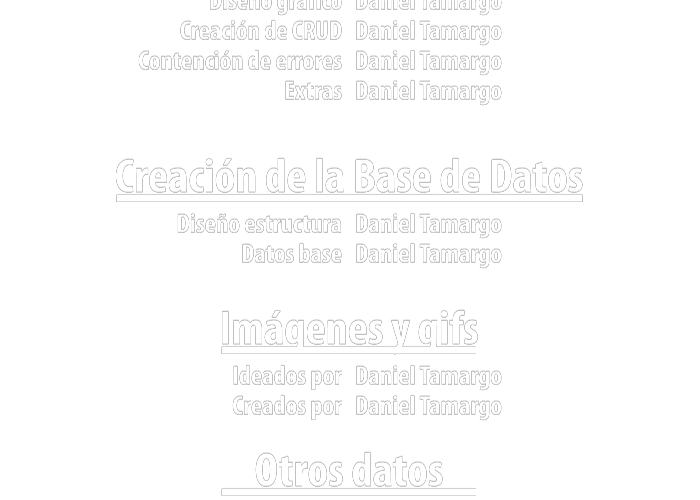 Diseño gráfico Daniel Tamargo
Creación de CRUD Daniel Tamargo
Contención de errores Daniel Tamargo
Extras Daniel Tamargo
Creación de la Base de Datos
Diseño estructura Daniel Tamargo
Datos base Daniel Tamargo
Imágenes y gifs
Ideados por Daniel Tamargo
Creados por Daniel Tamargo
Otros datos